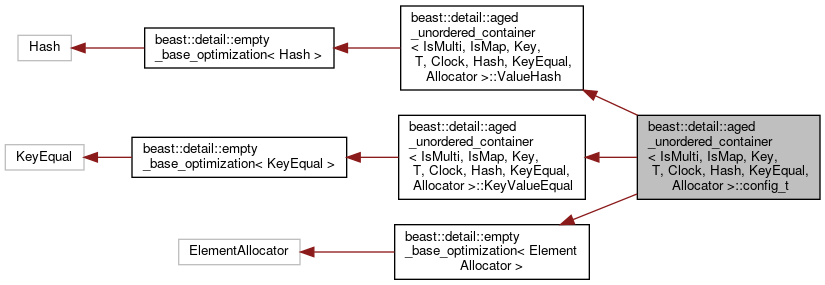 Hash
beast::detail::empty
_base_optimization< Hash >
beast::detail::aged
_unordered_container
< IsMulti, IsMap, Key,
T, Clock, Hash, KeyEqual,
Allocator >::ValueHash
KeyEqual
beast::detail::empty
_base_optimization< KeyEqual >
beast::detail::aged
_unordered_container
< IsMulti, IsMap, Key,
T, Clock, Hash, KeyEqual,
Allocator >::KeyValueEqual
beast::detail::aged
_unordered_container
< IsMulti, IsMap, Key,
T, Clock, Hash, KeyEqual,
Allocator >::config_t
ElementAllocator
beast::detail::empty
_base_optimization< Element
Allocator >